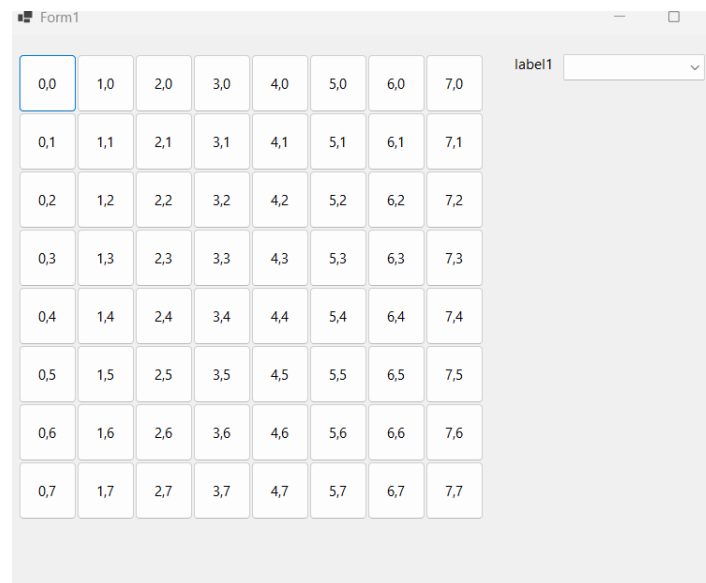 Form1
0,0 1,0 2,0 3,0 4,0 5,0 6,0 7,0 label1
0,1 1,1 2,1 3,1 4,1 5,1 6,1 7,1
0,2 1,2 2,2 3,2 4,2 5,2 6,2 7,2
0,3 1,3 2,3 3,3 4,3 5,3 6,3 7,3
0,4 1,4 2,4 3,4 4,4 5,4 6,4 7,4
0,5 1,5 2,5 3,5 4,5 5,5 6,5 7,5
0,6 1,6 2,6 3,6 4,6 5,6 6,6 7,6
0,7 1,7 2,7 3,7 4,7 5,7 6,7 7,7